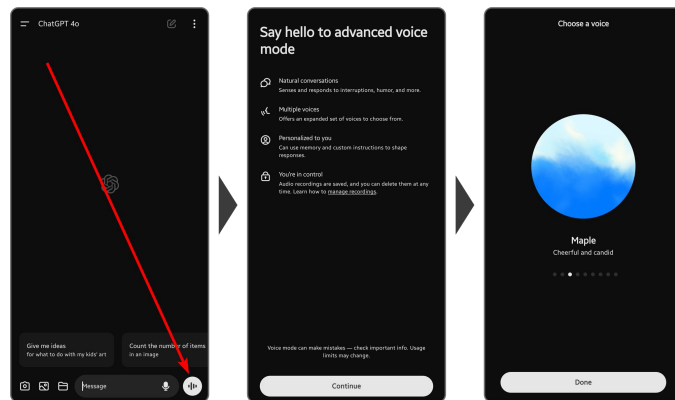 ChatGPT 4o
Give me ideas
for what to do with my kids' art
Count the number of items
in an image
Message
Say hello to advanced voice
mode
Natural conversations
Senses and responds to interruptions, humor, and more.
Multiple voices
Offers an expanded set of voices to choose from.
Personalized to you
Can use memory and custom instructions to shape
responses.
You're in control
Audio recordings are saved, and you can delete them at any
time. Learn how to manage recordings.
Voice mode can make mistakes — check important info. Usage
limits may change.
Continue
Choose a voice
Maple
Cheerful and candid
Done